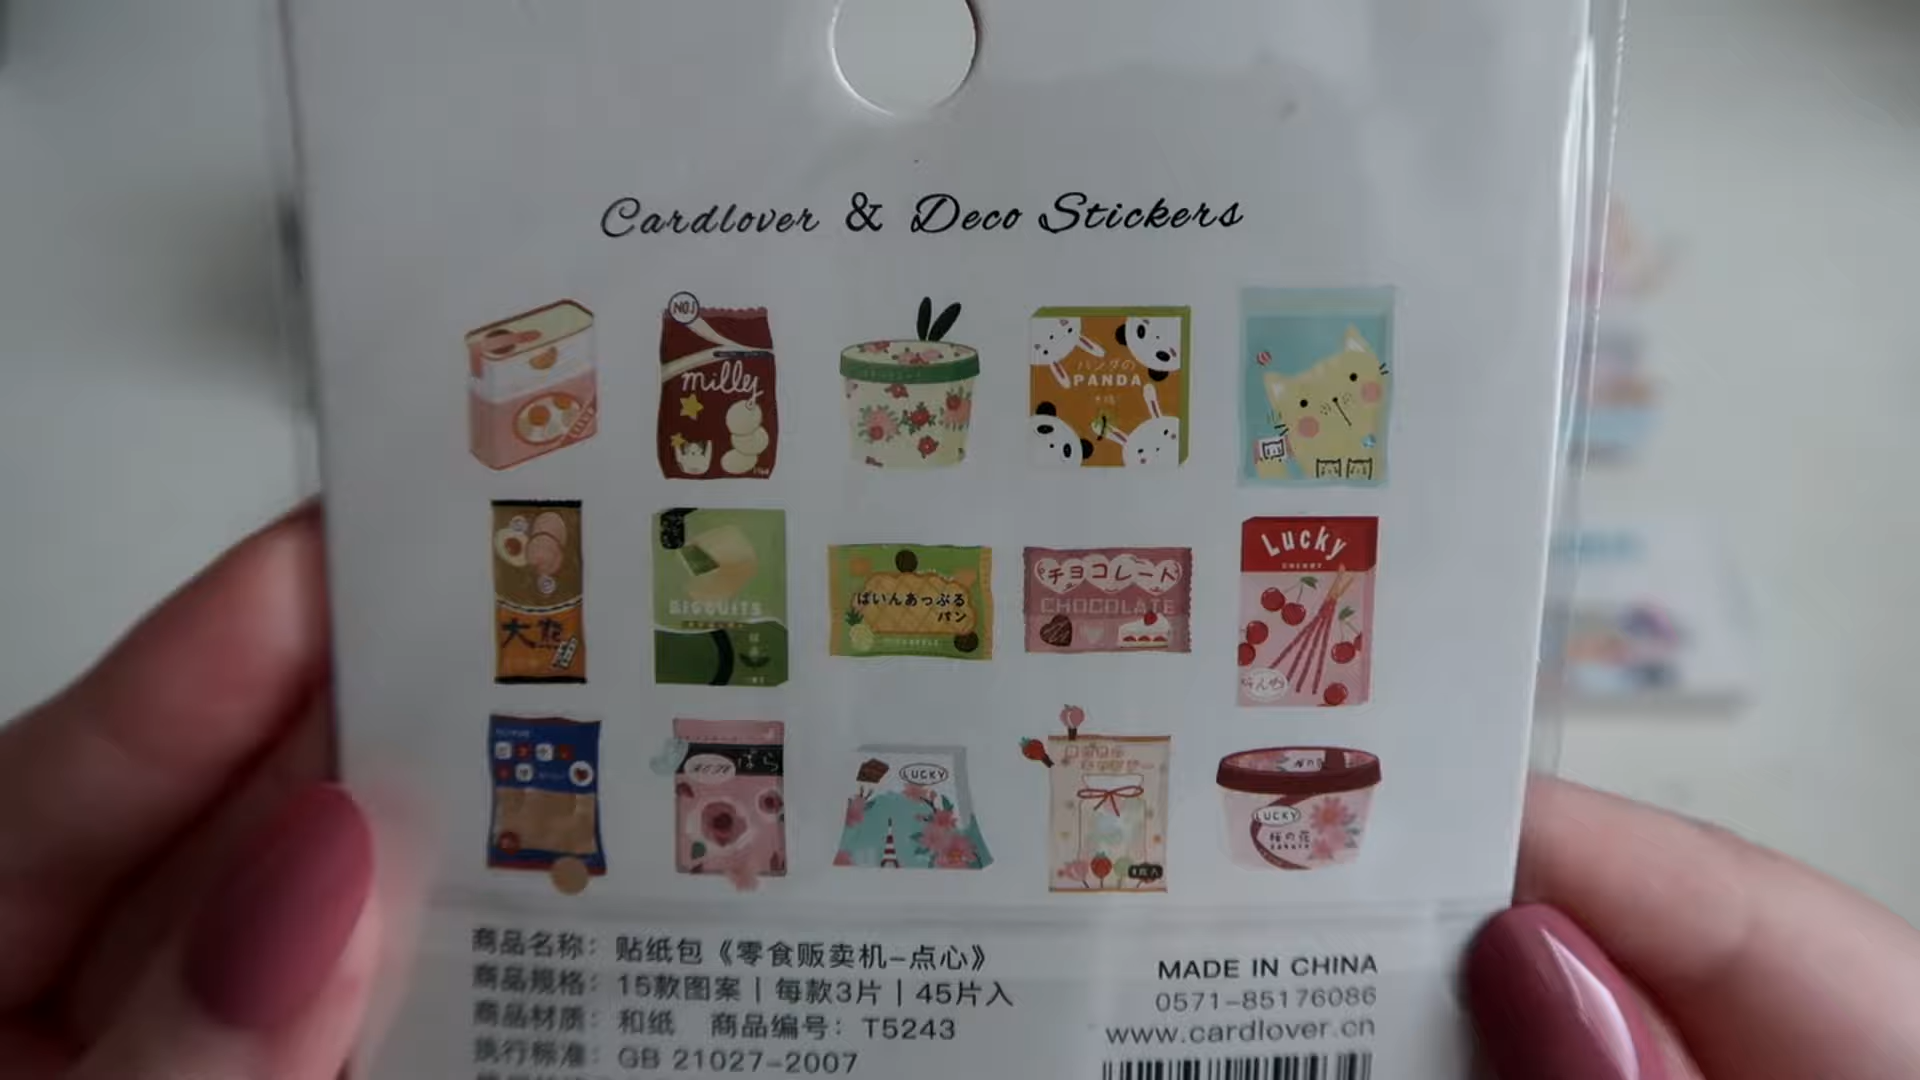 Cardlover & Deco Stickers
NO.1
milly
パンダの
PANDA
大
BISCUITS
ぱいんあっぷる
パン
チョコレート
CHOCOLATE
Lucky
CHERRY
ばら
LUCKY
LUCKY
桜の花
SAKURA
商品名称：贴纸包《零食贩卖机-点心》
商品规格：15款图案 | 每款3片 | 45片入
商品材质：和纸 商品编号：T5243
执行标准：GB 21027-2007
MADE IN CHINA
0571-85176086
www.cardlover.cn